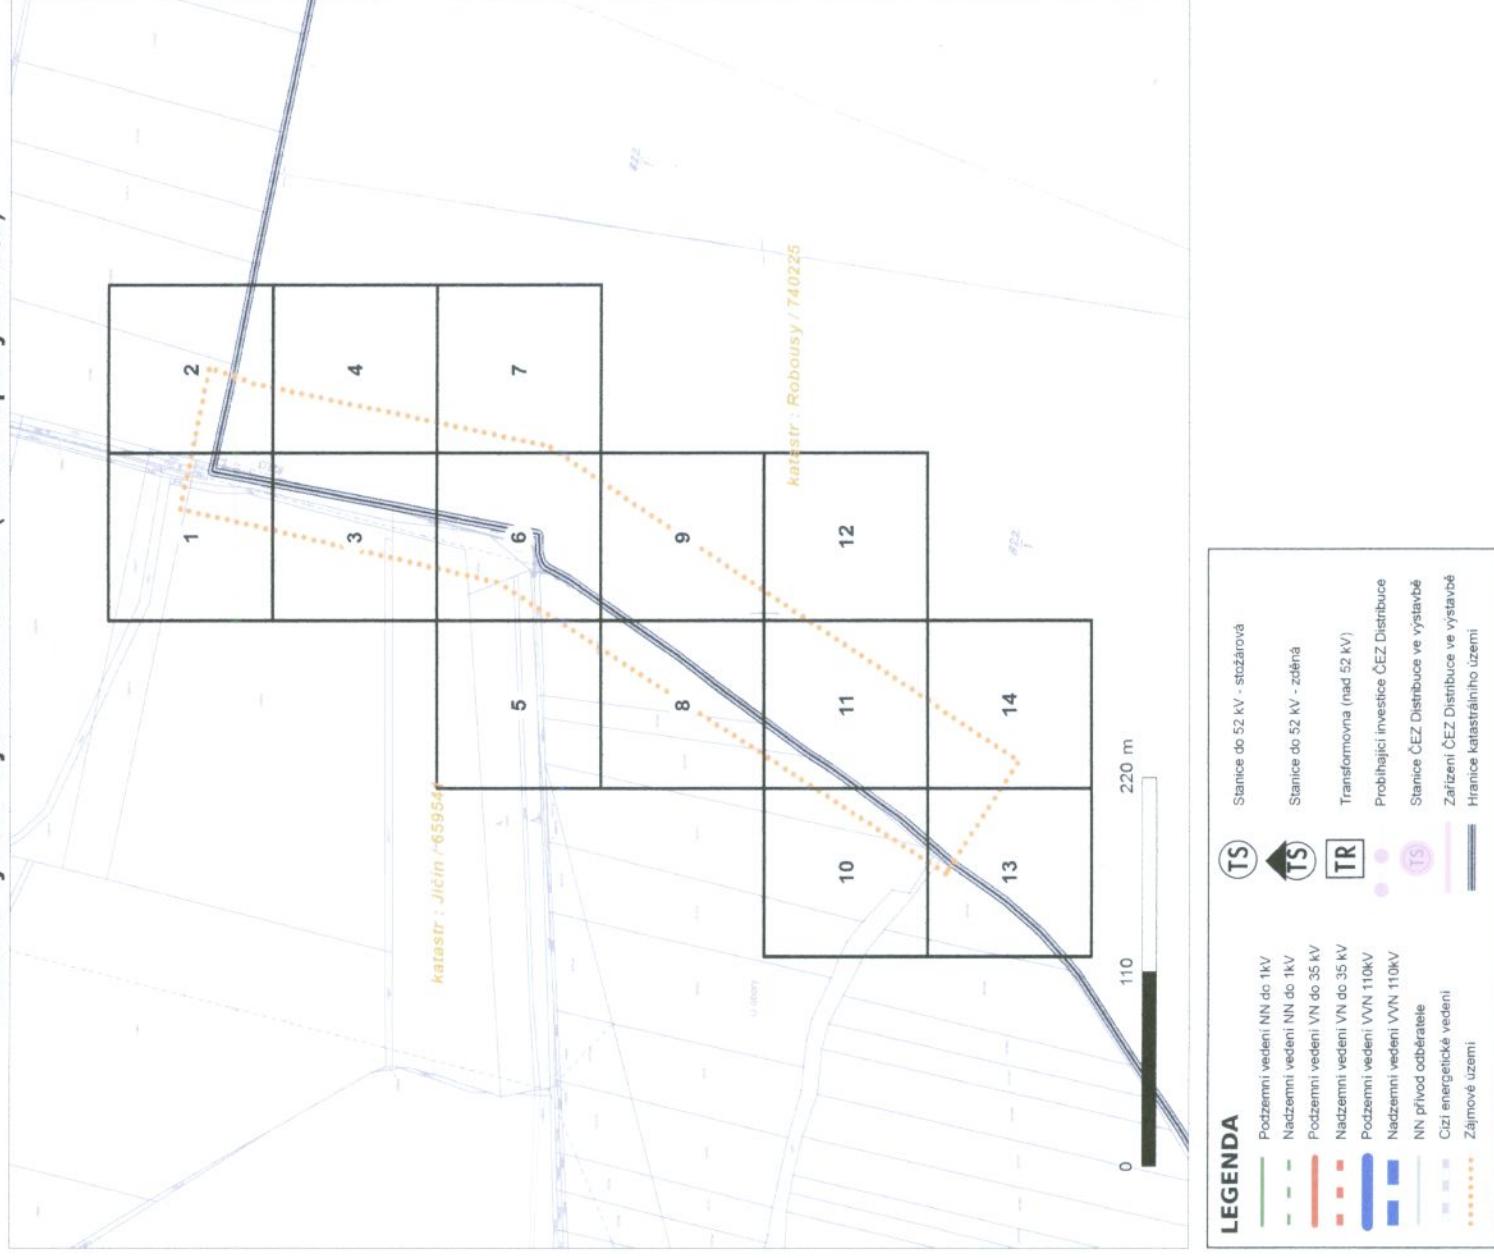 1
2
3
4
5
6
7
8
9
10
11
12
13
14
katastr : Jičín / 659541
katastr : Robousy / 740225
822
1
822
1
0
110
220 m
LEGENDA
Podzemní vedení NN do 1kV
Nadzemní vedení NN do 1kV
Podzemní vedení VN do 35 kV
Nadzemní vedení VN do 35 kV
Podzemní vedení VVN 110kV
Nadzemní vedení VVN 110kV
NN přívod odběratele
Cizí energetické vedení
Zájmové území
TS
Stanice do 52 kV - stožárová
TS
Stanice do 52 kV - zděná
TR
Transformovna (nad 52 kV)
Probíhající investice ČEZ Distribuce
TS
Stanice ČEZ Distribuce ve výstavbě
Zařízení ČEZ Distribuce ve výstavbě
Hranice katastrálního území